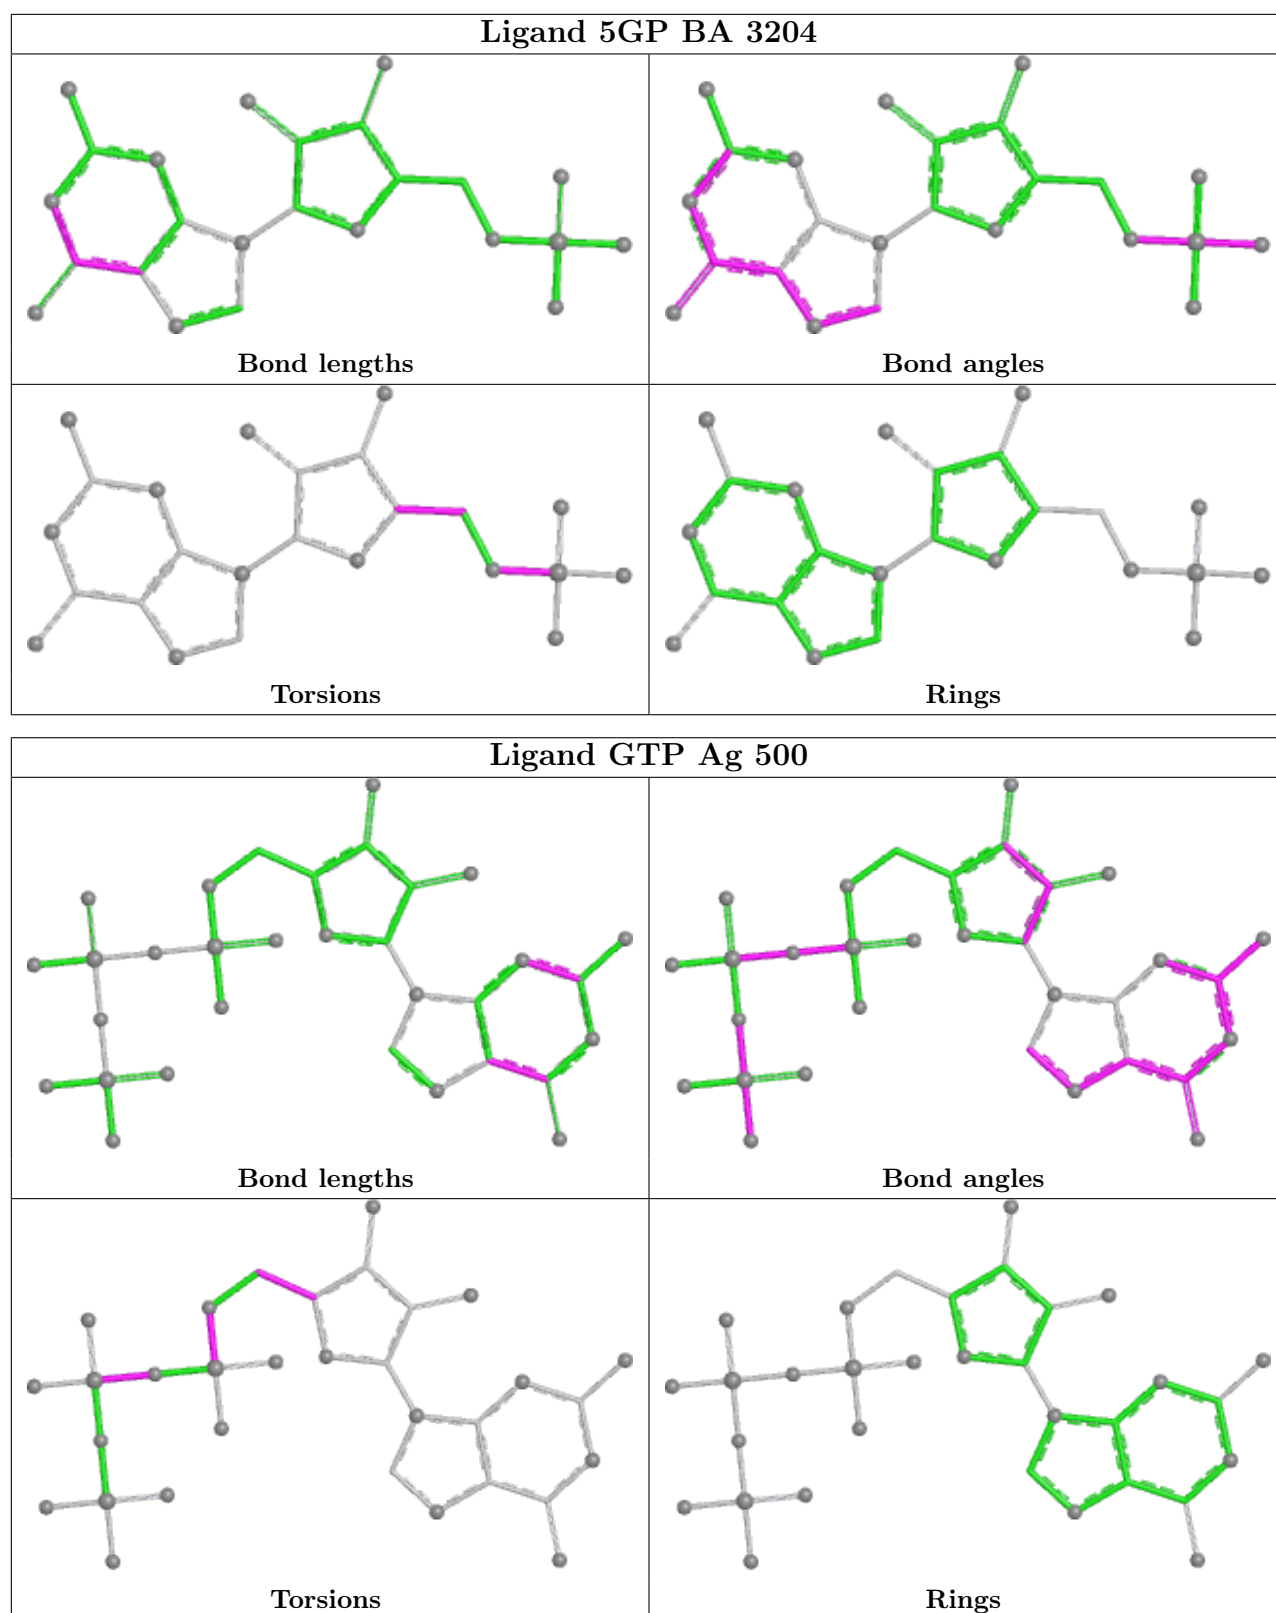 Ligand 5GP BA 3204
Bond lengths
Bond angles
Torsions
Rings
Ligand GTP Ag 500
Bond lengths
Bond angles
Torsions
Rings